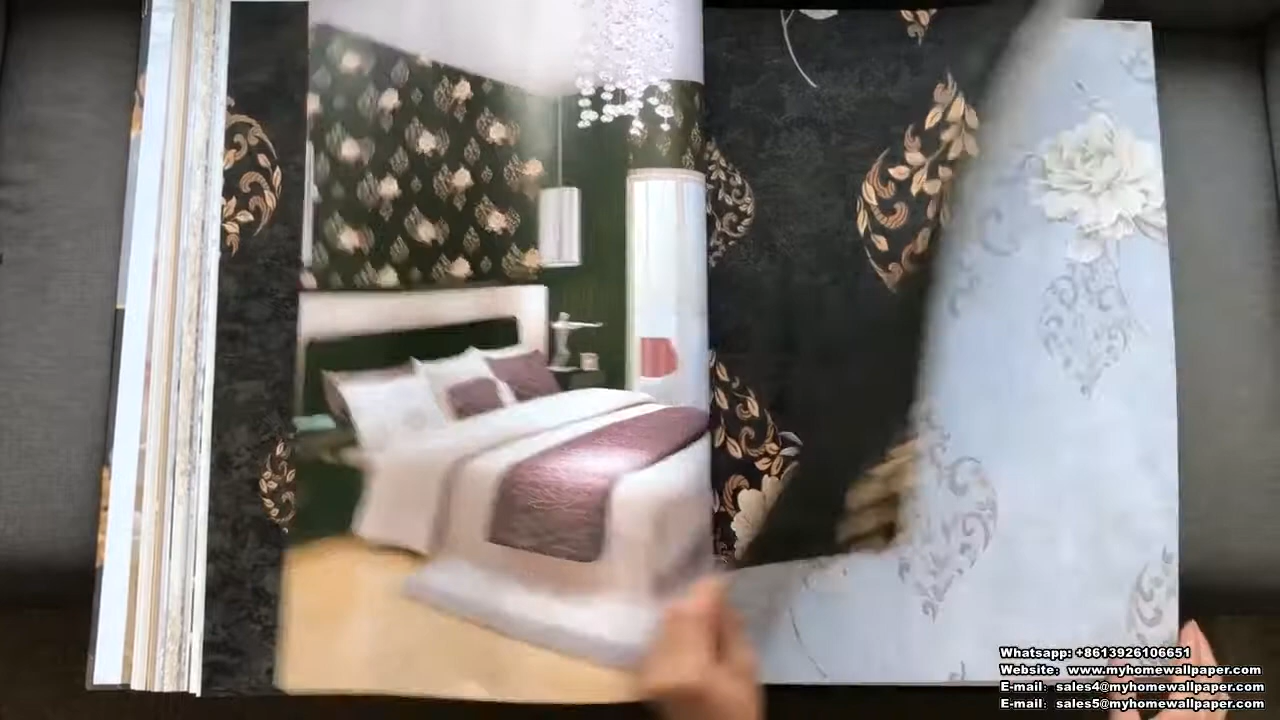 Whatsapp: +8613926106651
Website: www.myhomewallpaper.com
E-mail: sales4@myhomewallpaper.com
E-mail: sales5@myhomewallpaper.com